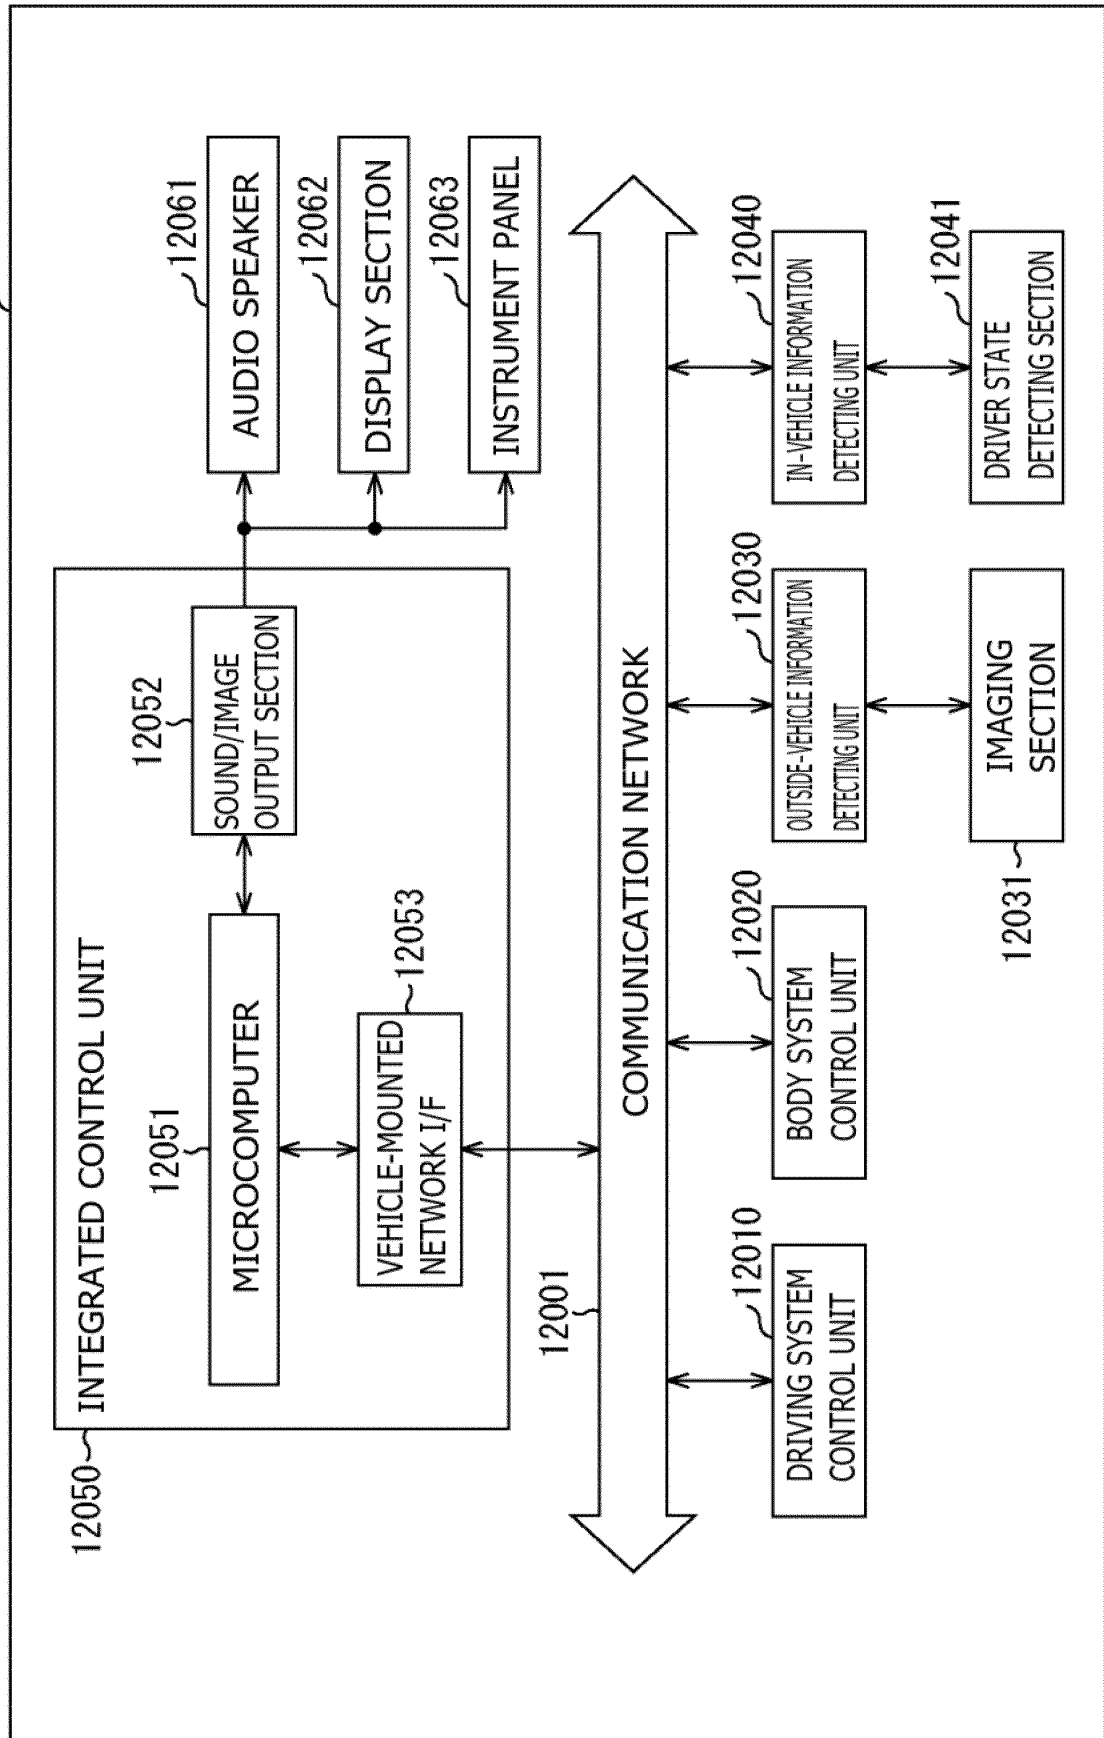 12050
INTEGRATED CONTROL UNIT
12051
MICROCOMPUTER
12052
SOUND/IMAGE
OUTPUT SECTION
12053
VEHICLE-MOUNTED
NETWORK I/F
12061
AUDIO SPEAKER
12062
DISPLAY SECTION
12063
INSTRUMENT PANEL
12001
COMMUNICATION NETWORK
12010
DRIVING SYSTEM
CONTROL UNIT
12020
BODY SYSTEM
CONTROL UNIT
12030
OUTSIDE-VEHICLE INFORMATION
DETECTING UNIT
12040
IN-VEHICLE INFORMATION
DETECTING UNIT
12031
IMAGING
SECTION
12041
DRIVER STATE
DETECTING SECTION